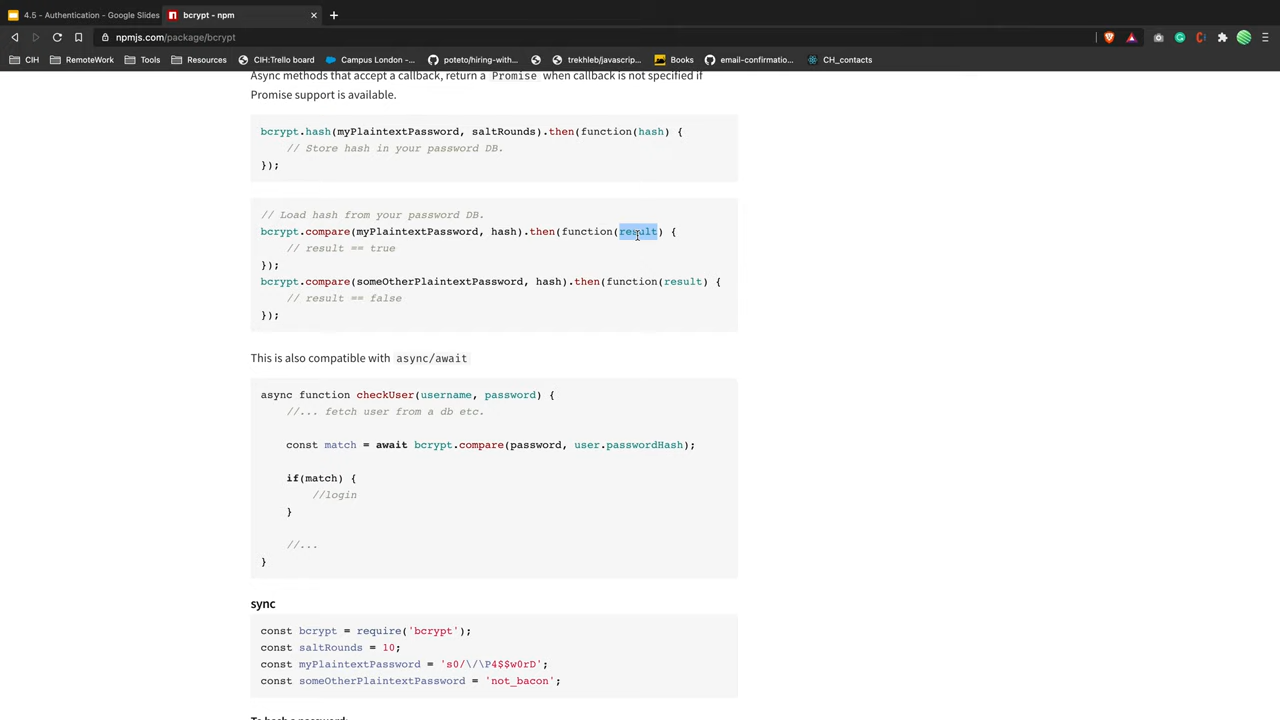 4.5 - Authentication - Google Slides
bcrypt - npm
npmjs.com/package/bcrypt
CIH
RemoteWork
Tools
Resources
CIH:Trello board
Campus London -...
poteto/hiring-with...
trekhleb/javascrip...
Books
email-confirmatio...
CH_contacts
Async methods that accept a callback, return a Promise when callback is not specified if
Promise support is available.
bcrypt.hash(myPlaintextPassword, saltRounds).then(function(hash) {
// Store hash in your password DB.
});
// Load hash from your password DB.
bcrypt.compare(myPlaintextPassword, hash).then(function(result) {
// result == true
});
bcrypt.compare(someOtherPlaintextPassword, hash).then(function(result) {
// result == false
});
This is also compatible with async/await
async function checkUser(username, password) {
//... fetch user from a db etc.
const match = await bcrypt.compare(password, user.passwordHash);
if(match) {
//login
}
//...
}
sync
const bcrypt = require('bcrypt');
const saltRounds = 10;
const myPlaintextPassword = 's0/\/\P4$$w0rD';
const someOtherPlaintextPassword = 'not_bacon';
To hash a password: